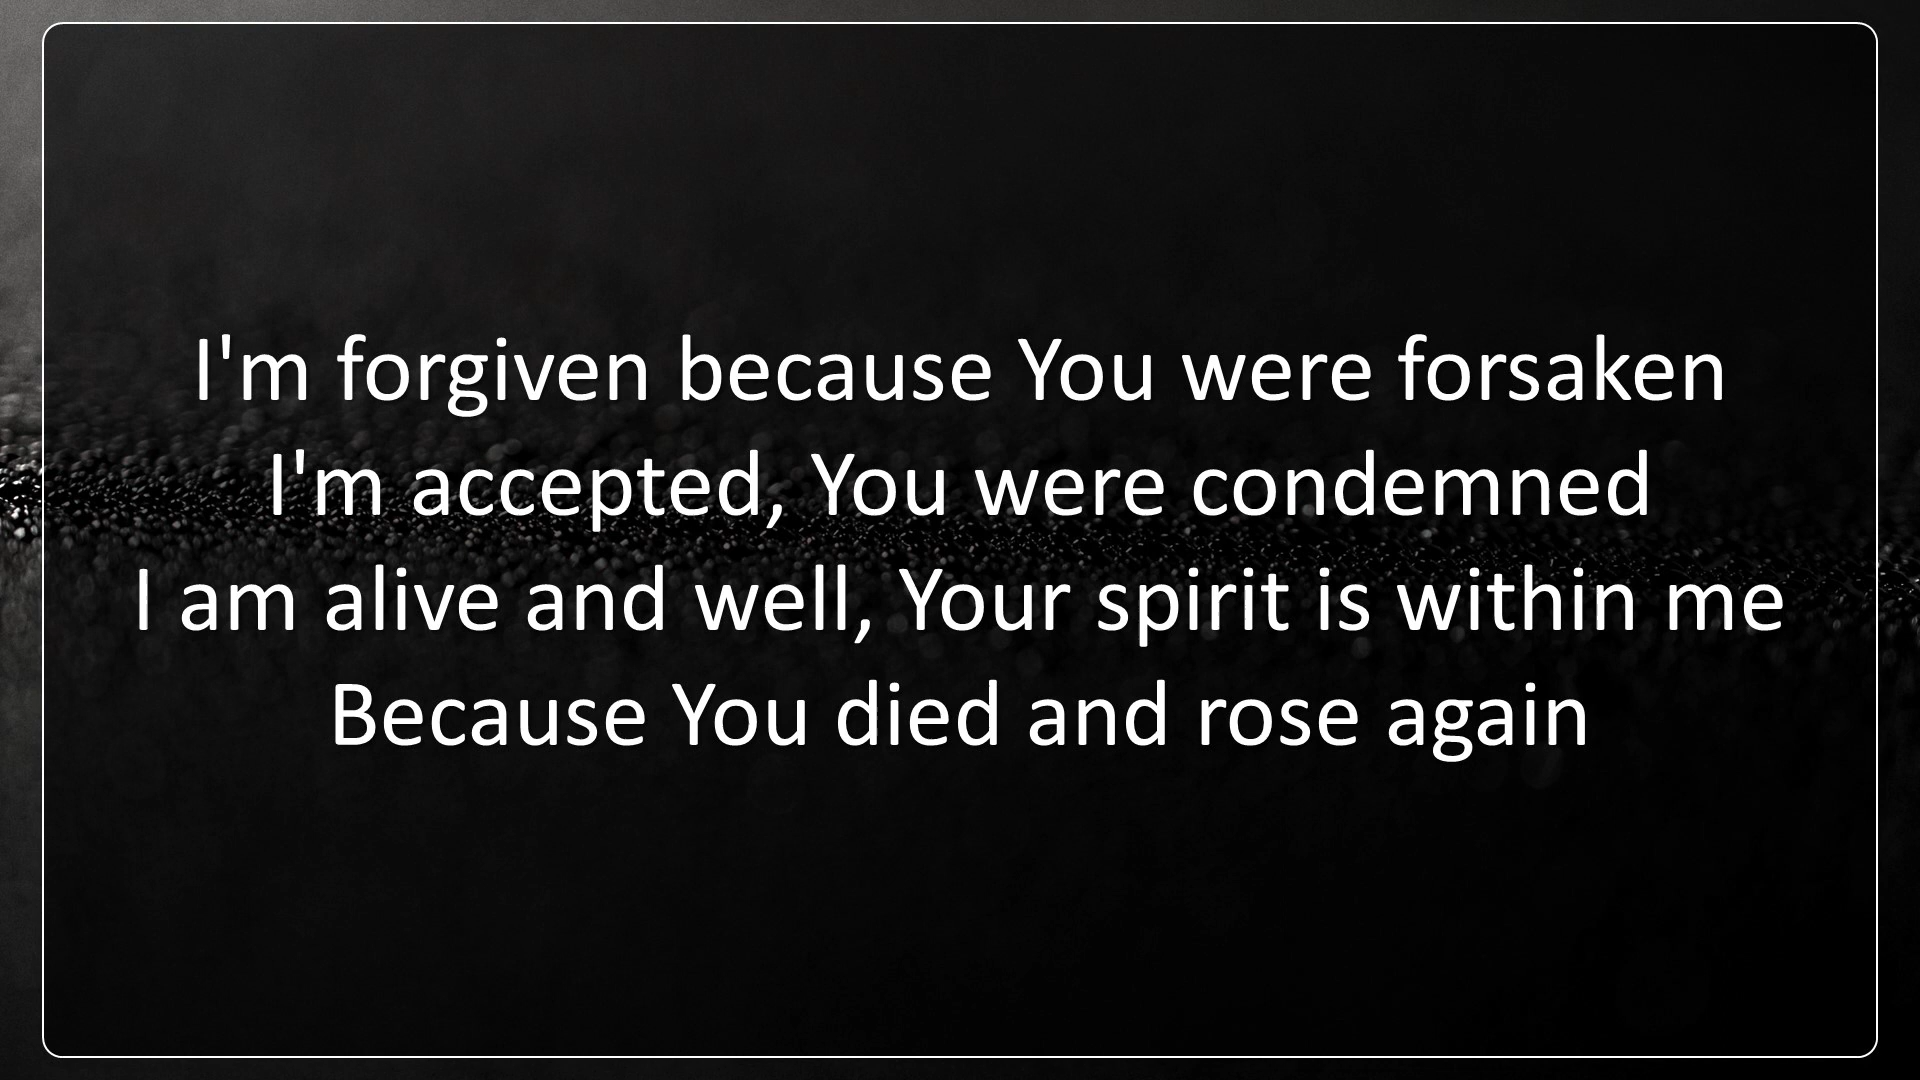 I'm forgiven because You were forsaken
I'm accepted, You were condemned
I am alive and well, Your spirit is within me
Because You died and rose again